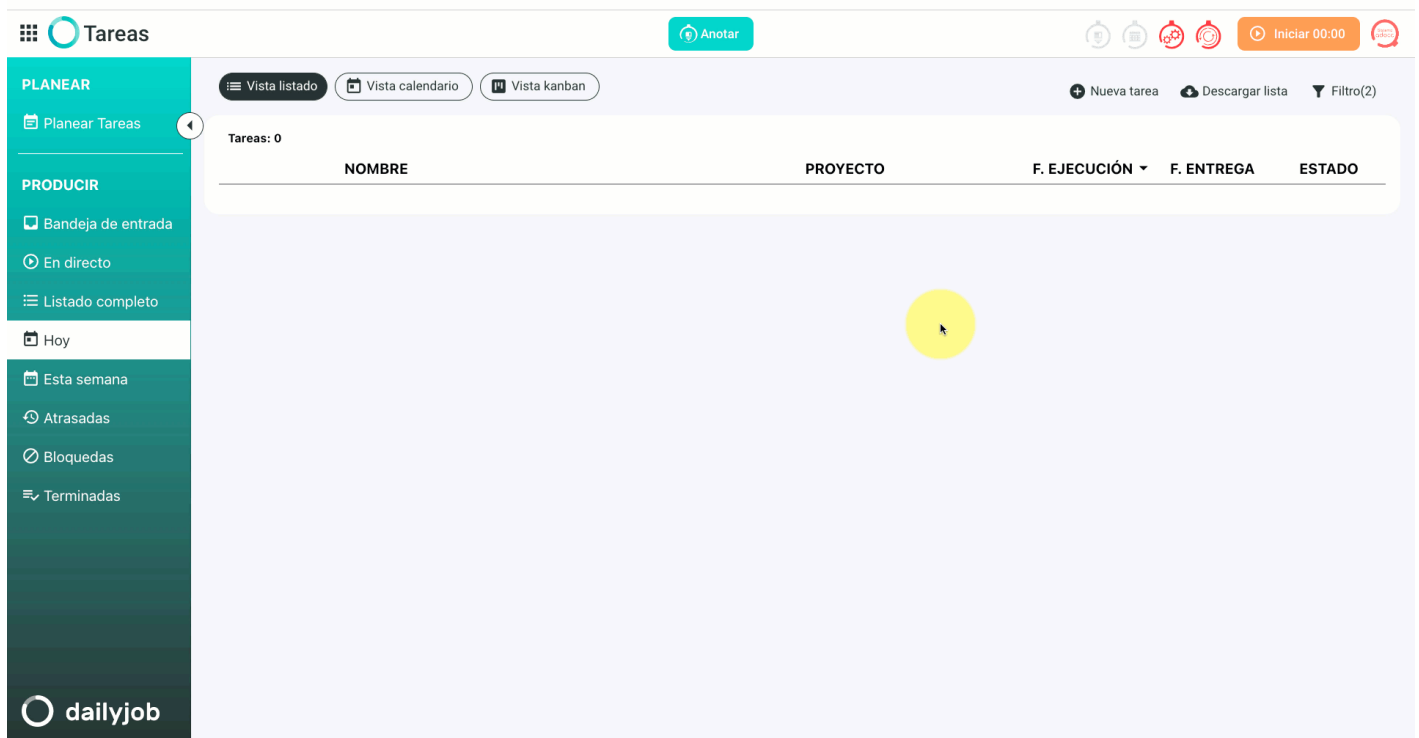 Tareas
Anotar
Iniciar 00:00
PLANEAR
Planear Tareas
PRODUCIR
Bandeja de entrada
En directo
Listado completo
Hoy
Esta semana
Atrasadas
Bloquedas
Terminadas
dailyjob
Vista listado Vista calendario Vista kanban
Nueva tarea Descargar lista Filtro(2)
Tareas: 0
NOMBRE PROYECTO F. EJECUCIÓN F. ENTREGA ESTADO